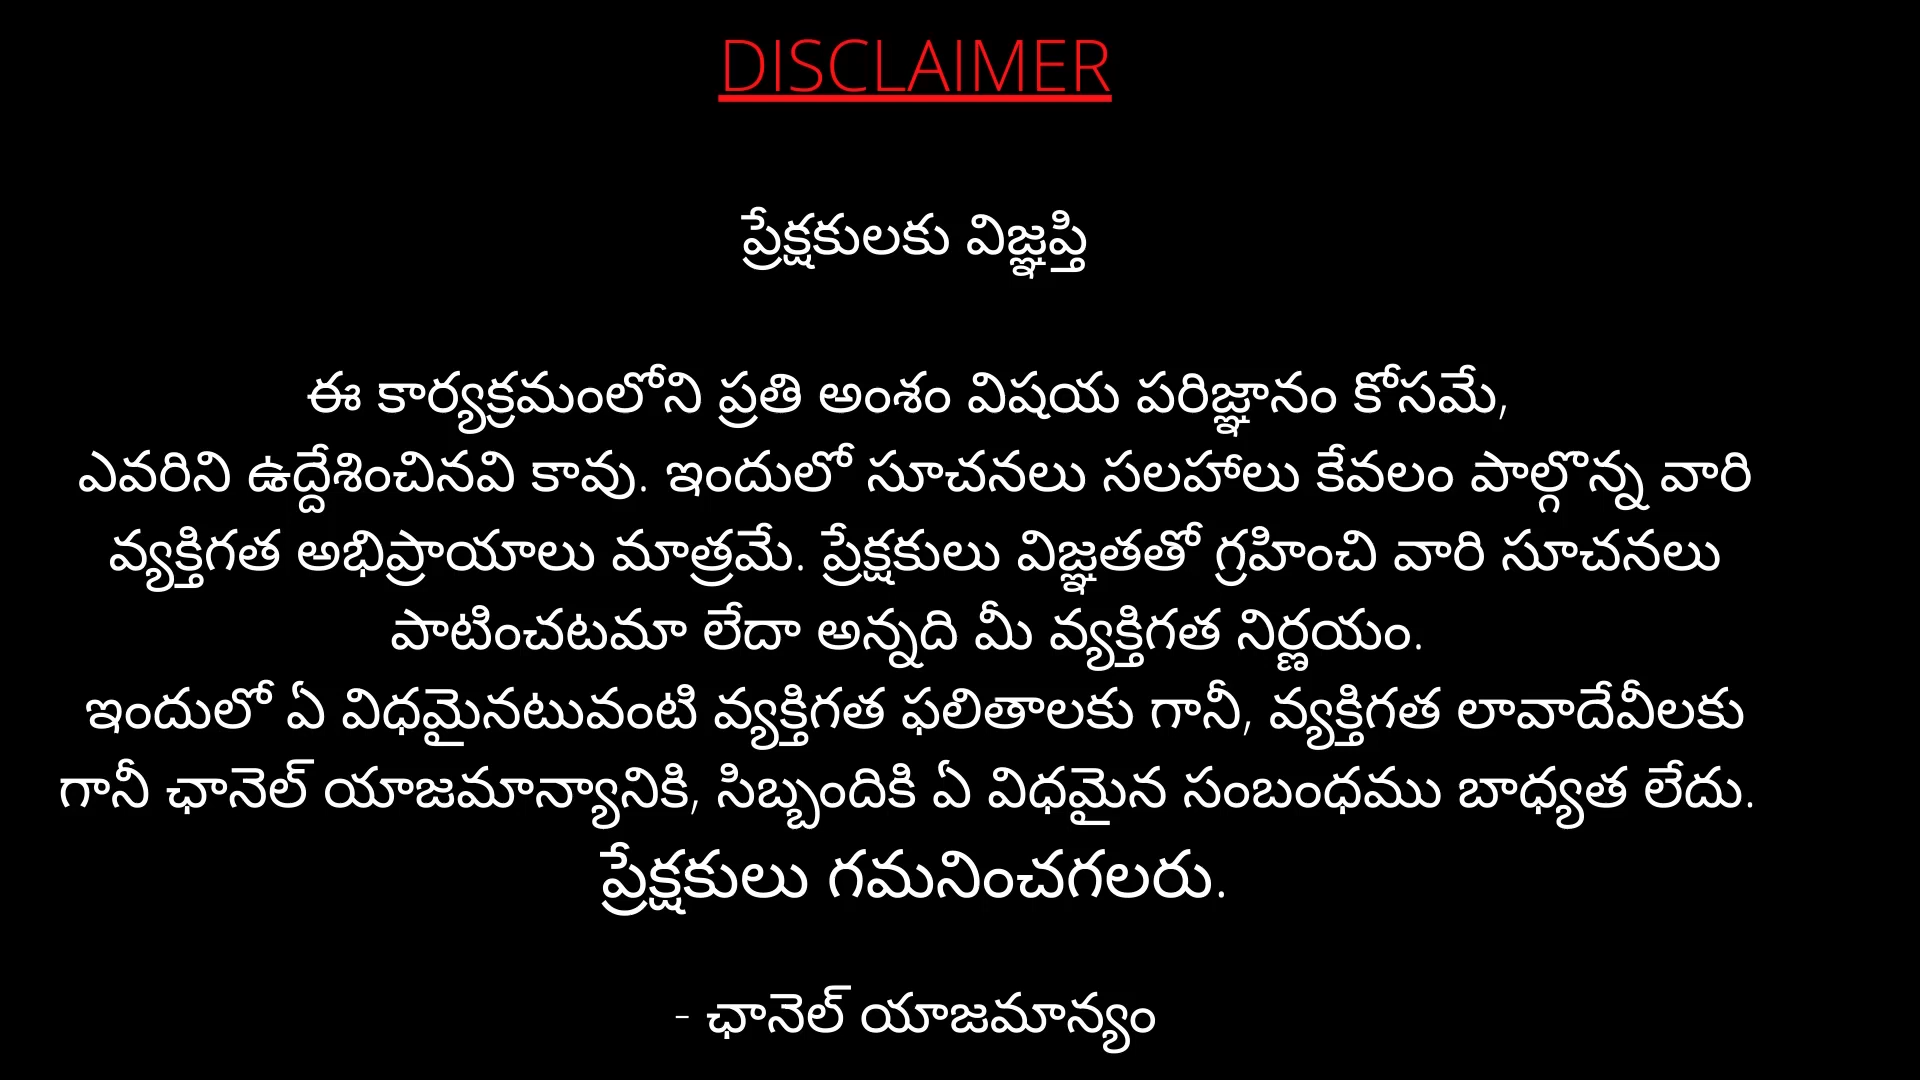 DISCLAIMER
ప్రేక్షకులకు విజ్ఞప్తి
ఈ కార్యక్రమంలోని ప్రతి అంశం విషయ పరిజ్ఞానం కోసమే,
ఎవరిని ఉద్దేశించినవి కావు. ఇందులో సూచనలు సలహాలు కేవలం పాల్గొన్న వారి
వ్యక్తిగత అభిప్రాయాలు మాత్రమే. ప్రేక్షకులు విజ్ఞతతో గ్రహించి వారి సూచనలు
పాటించటమా లేదా అన్నది మీ వ్యక్తిగత నిర్ణయం.
ఇందులో ఏ విధమైనటువంటి వ్యక్తిగత ఫలితాలకు గానీ, వ్యక్తిగత లావాదేవీలకు
గానీ ఛానెల్ యాజమాన్యానికి, సిబ్బందికి ఏ విధమైన సంబంధము బాధ్యత లేదు.
ప్రేక్షకులు గమనించగలరు.
- ఛానెల్ యాజమాన్యం